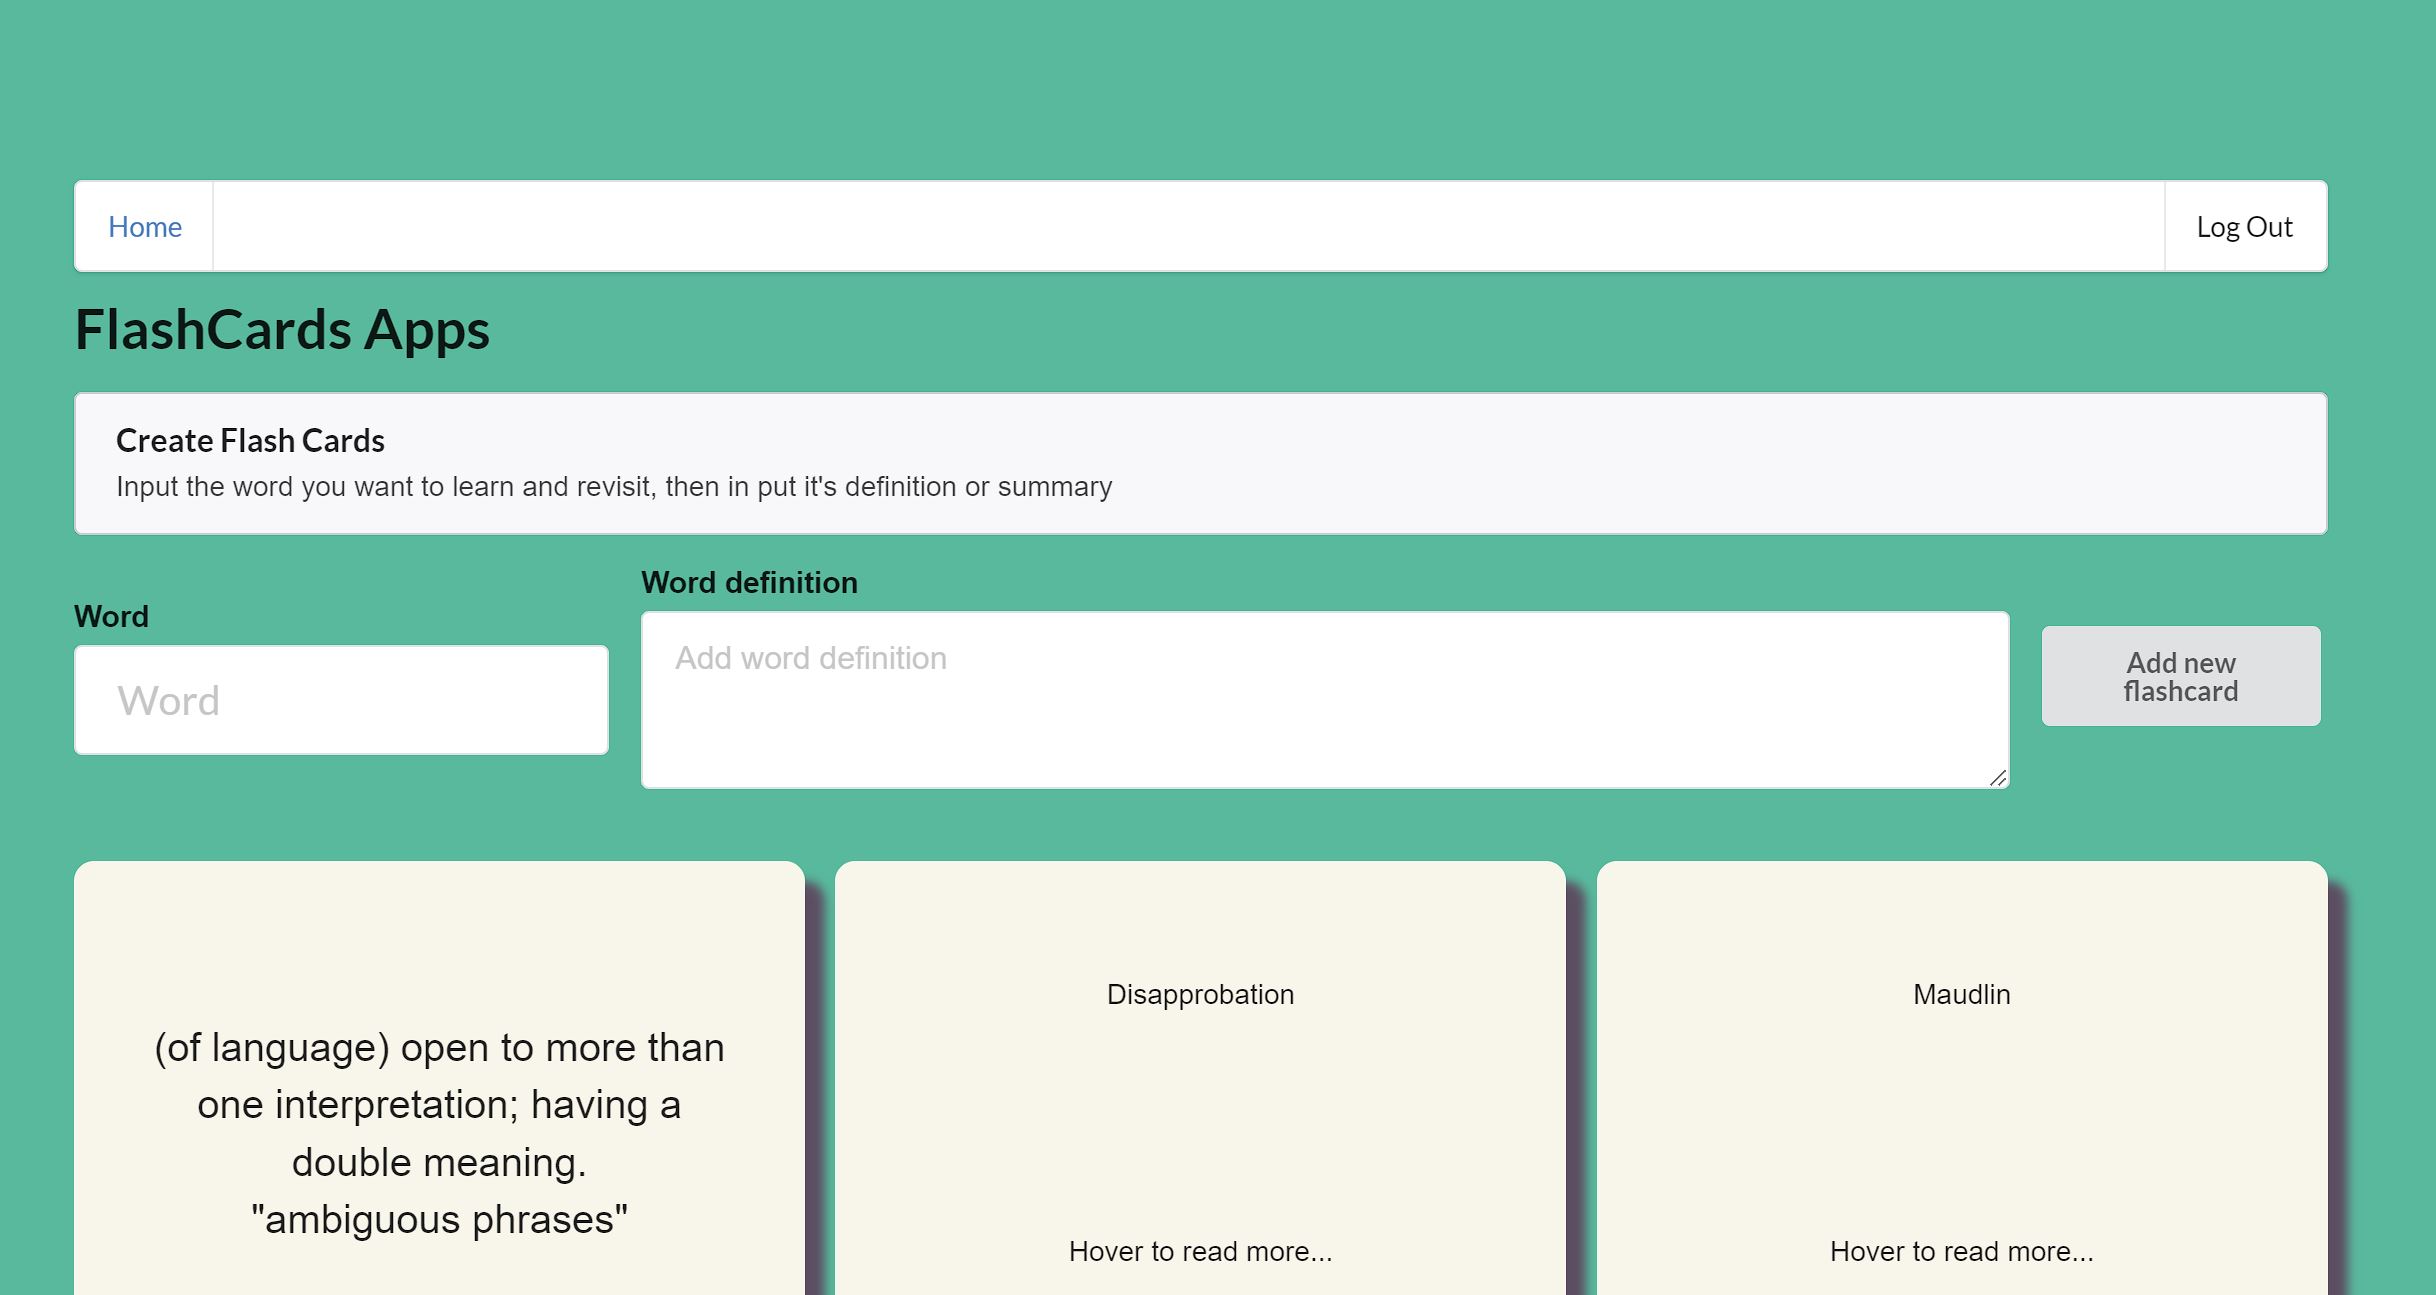 Home
Log Out
FlashCards Apps
Create Flash Cards
Input the word you want to learn and revisit, then in put it's definition or summary
Word
Word
Word definition
Add word definition
Add new
flashcard
(of language) open to more than
one interpretation; having a
double meaning.
"ambiguous phrases"
Disapprobation
Hover to read more...
Maudlin
Hover to read more...